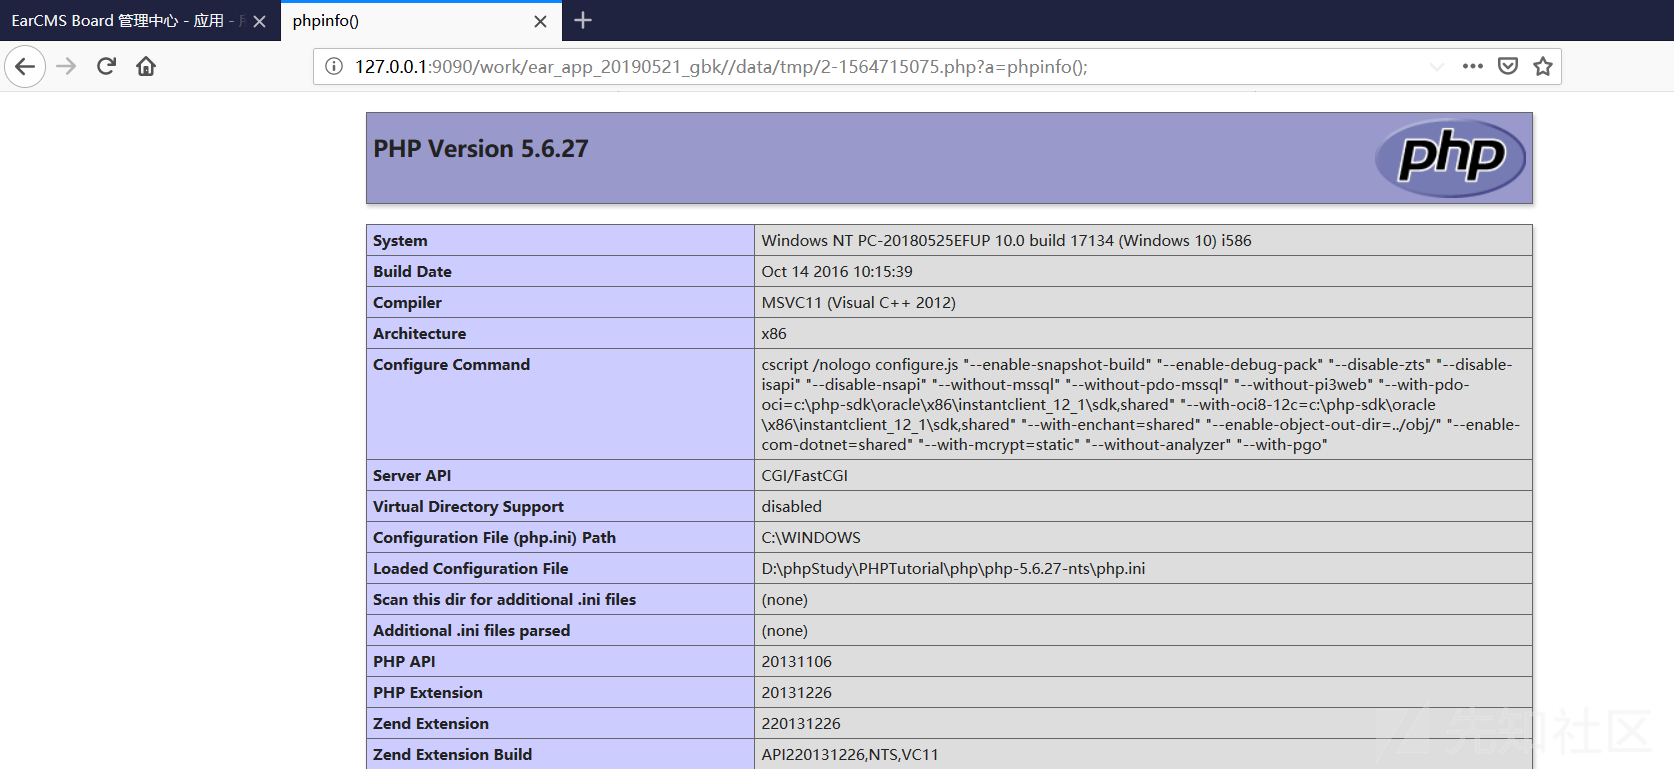 EarCMS Board 管理中心 - 应用 -
phpinfo()
127.0.0.1:9090/work/ear_app_20190521_gbk//data/tmp/2-1564715075.php?a=phpinfo();
PHP Version 5.6.27
php
System
Windows NT PC-20180525EFUP 10.0 build 17134 (Windows 10) i586
Build Date
Oct 14 2016 10:15:39
Compiler
MSVC11 (Visual C++ 2012)
Architecture
x86
Configure Command
cscript /nologo configure.js "--enable-snapshot-build" "--enable-debug-pack" "--disable-zts" "--disable-
isapi" "--disable-nsapi" "--without-mssql" "--without-pdo-mssql" "--without-pi3web" "--with-pdo-
oci=c:\php-sdk\oracle\x86\instantclient_12_1\sdk,shared" "--with-oci8-12c=c:\php-sdk\oracle
\x86\instantclient_12_1\sdk,shared" "--with-enchant=shared" "--enable-object-out-dir=../obj/" "--enable-
com-dotnet=shared" "--with-mcrypt=static" "--without-analyzer" "--with-pgo"
Server API
CGI/FastCGI
Virtual Directory Support
disabled
Configuration File (php.ini) Path
C:\WINDOWS
Loaded Configuration File
D:\phpStudy\PHPTutorial\php\php-5.6.27-nts\php.ini
Scan this dir for additional .ini files
(none)
Additional .ini files parsed
(none)
PHP API
20131106
PHP Extension
20131226
Zend Extension
220131226
Zend Extension Build
API220131226,NTS,VC11
先知社区